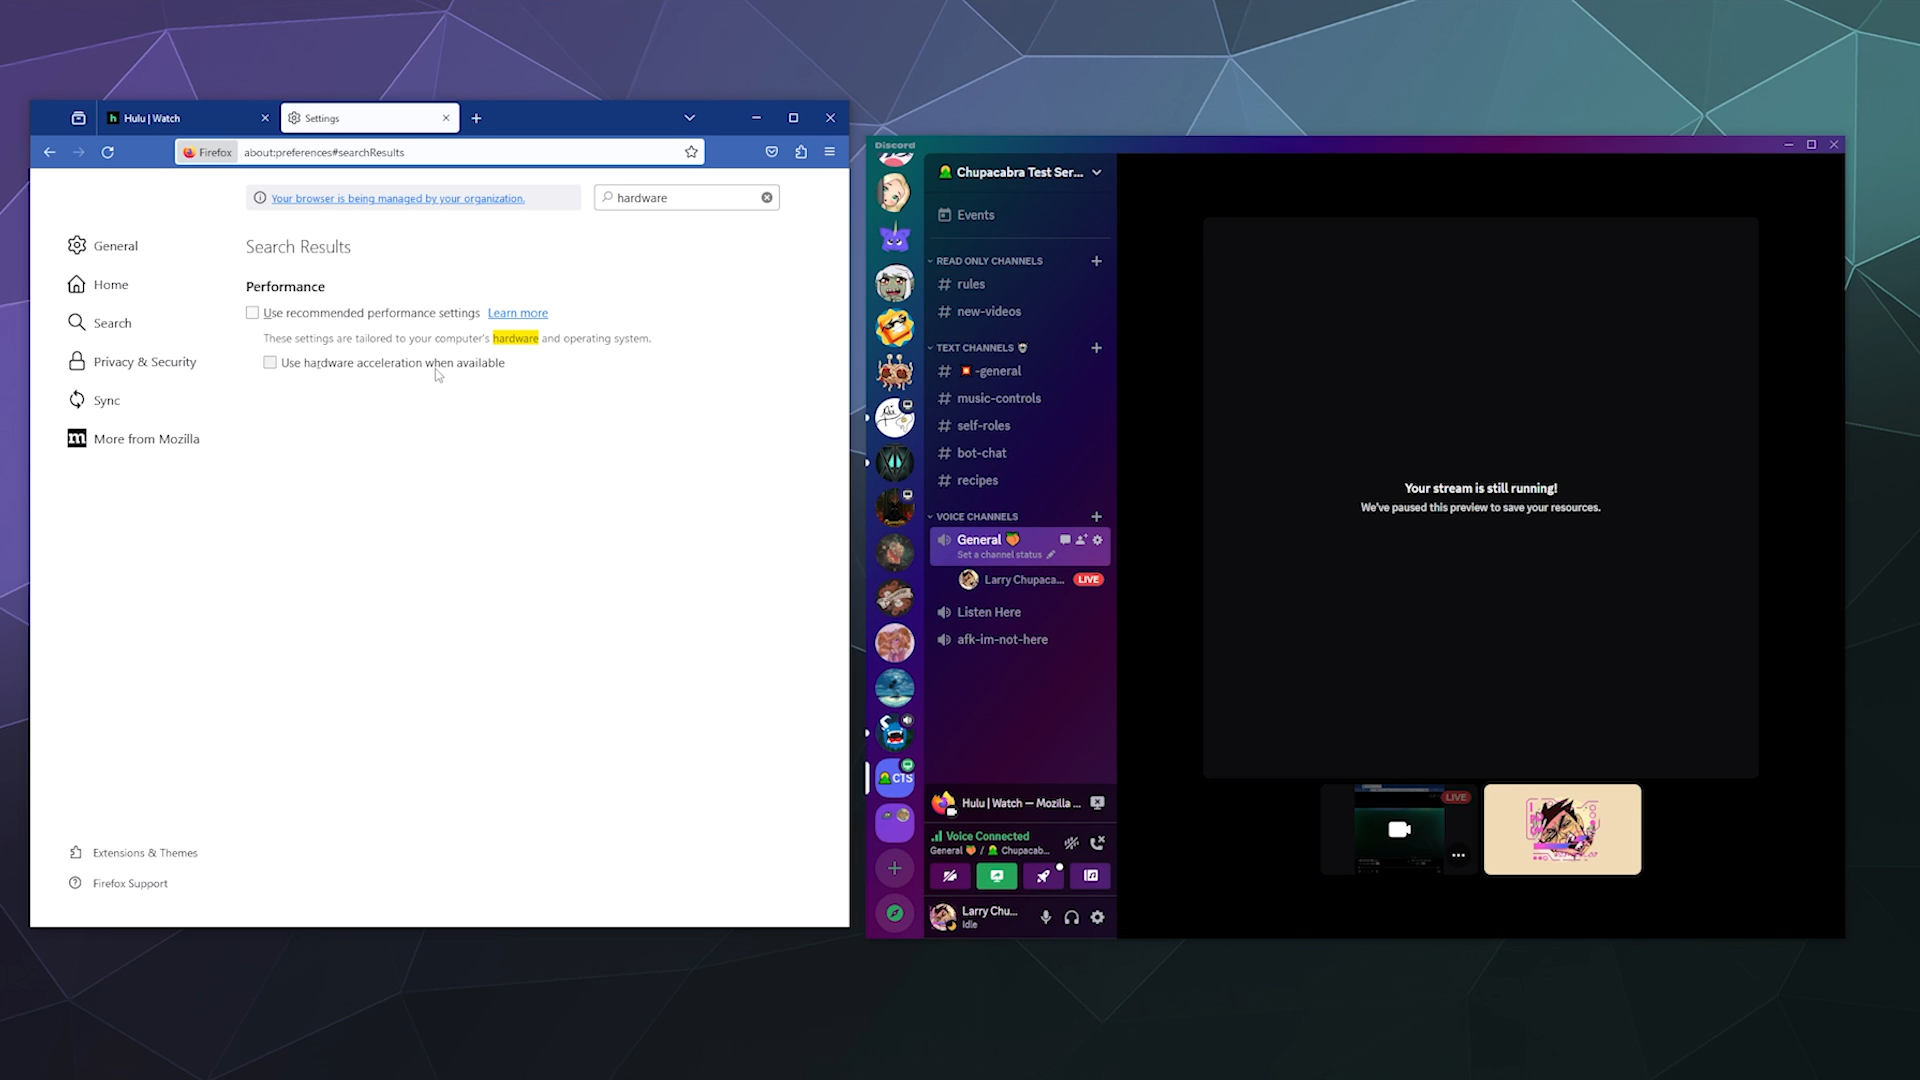 Hulu | Watch
Settings
Firefox
about:preferences#searchResults
Your browser is being managed by your organization.
hardware
General
Home
Search
Privacy & Security
Sync
More from Mozilla
Search Results
Performance
Use recommended performance settings Learn more
These settings are tailored to your computer's hardware and operating system.
Use hardware acceleration when available
Extensions & Themes
Firefox Support
Discord
CTS
Chupacabra Test Ser...
Events
READ ONLY CHANNELS
# rules
# new-videos
TEXT CHANNELS
# 💥-general
# music-controls
# self-roles
# bot-chat
# recipes
VOICE CHANNELS
General 🍑
Set a channel status
Larry Chupaca... LIVE
Listen Here
afk-im-not-here
Hulu | Watch — Mozilla ...
Voice Connected
General 🍑 / Chupacab...
Larry Chu...
Idle
Your stream is still running!
We've paused this preview to save your resources.
LIVE